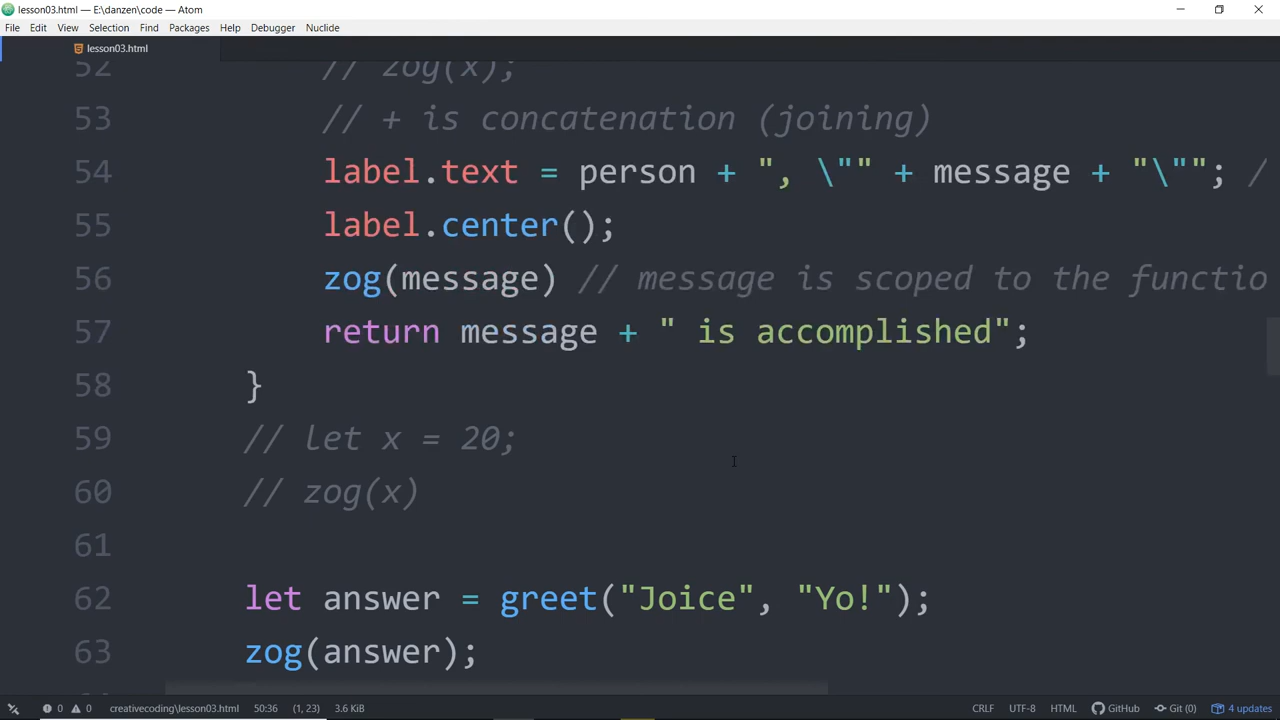 lesson03.html — E:\danzen\code — Atom
File Edit View Selection Find Packages Help Debugger Nuclide
lesson03.html
52 // zog(x);
53 // + is concatenation (joining)
54 label.text = person + ", \"" + message + "\""; /
55 label.center();
56 zog(message) // message is scoped to the functio
57 return message + " is accomplished";
58 }
59 // let x = 20;
60 // zog(x)
61
62 let answer = greet("Joice", "Yo!");
63 zog(answer);
0 0 creativecoding\lesson03.html 50:36 (1, 23) 3.6 KiB CRLF UTF-8 HTML GitHub Git (0) 4 updates